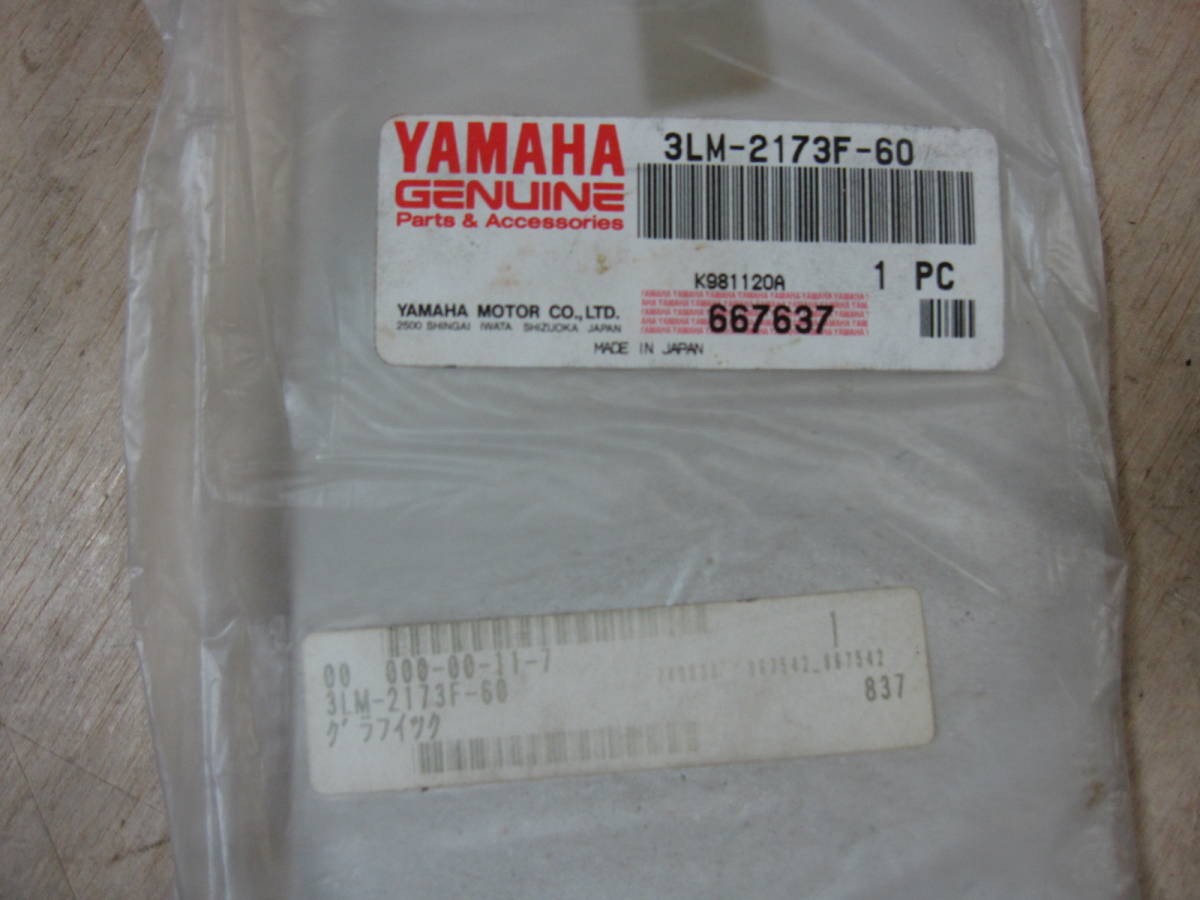 YAMAHA
GENUINE
Parts & Accessories
3LM-2173F-60
K981120A
1 PC
YAMAHA MOTOR CO.,LTD.
2500 SHINGAI IWATA SHIZUOKA JAPAN
667637
MADE IN JAPAN
1
00 000-00-11-7
867542 867542
3LM-2173F-60
837
グラフイツク